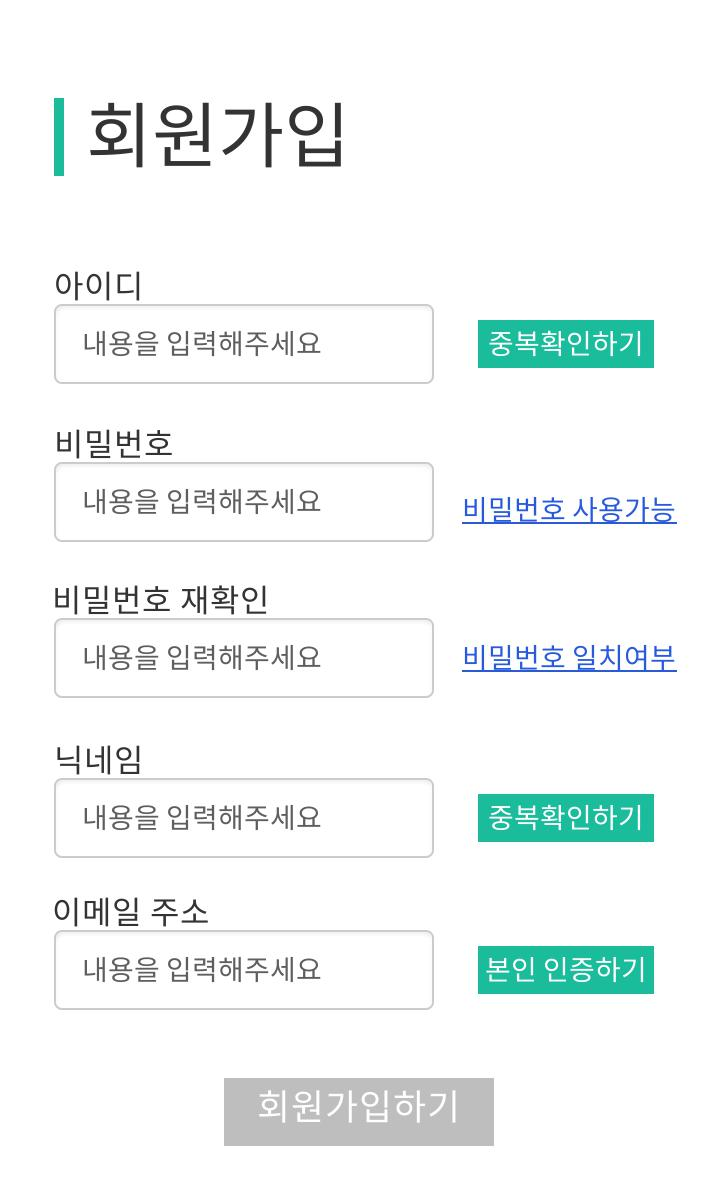 회원가입
아이디
내용을 입력해주세요
중복확인하기
비밀번호
내용을 입력해주세요
비밀번호 사용가능
비밀번호 재확인
내용을 입력해주세요
비밀번호 일치여부
닉네임
내용을 입력해주세요
중복확인하기
이메일 주소
내용을 입력해주세요
본인 인증하기
회원가입하기